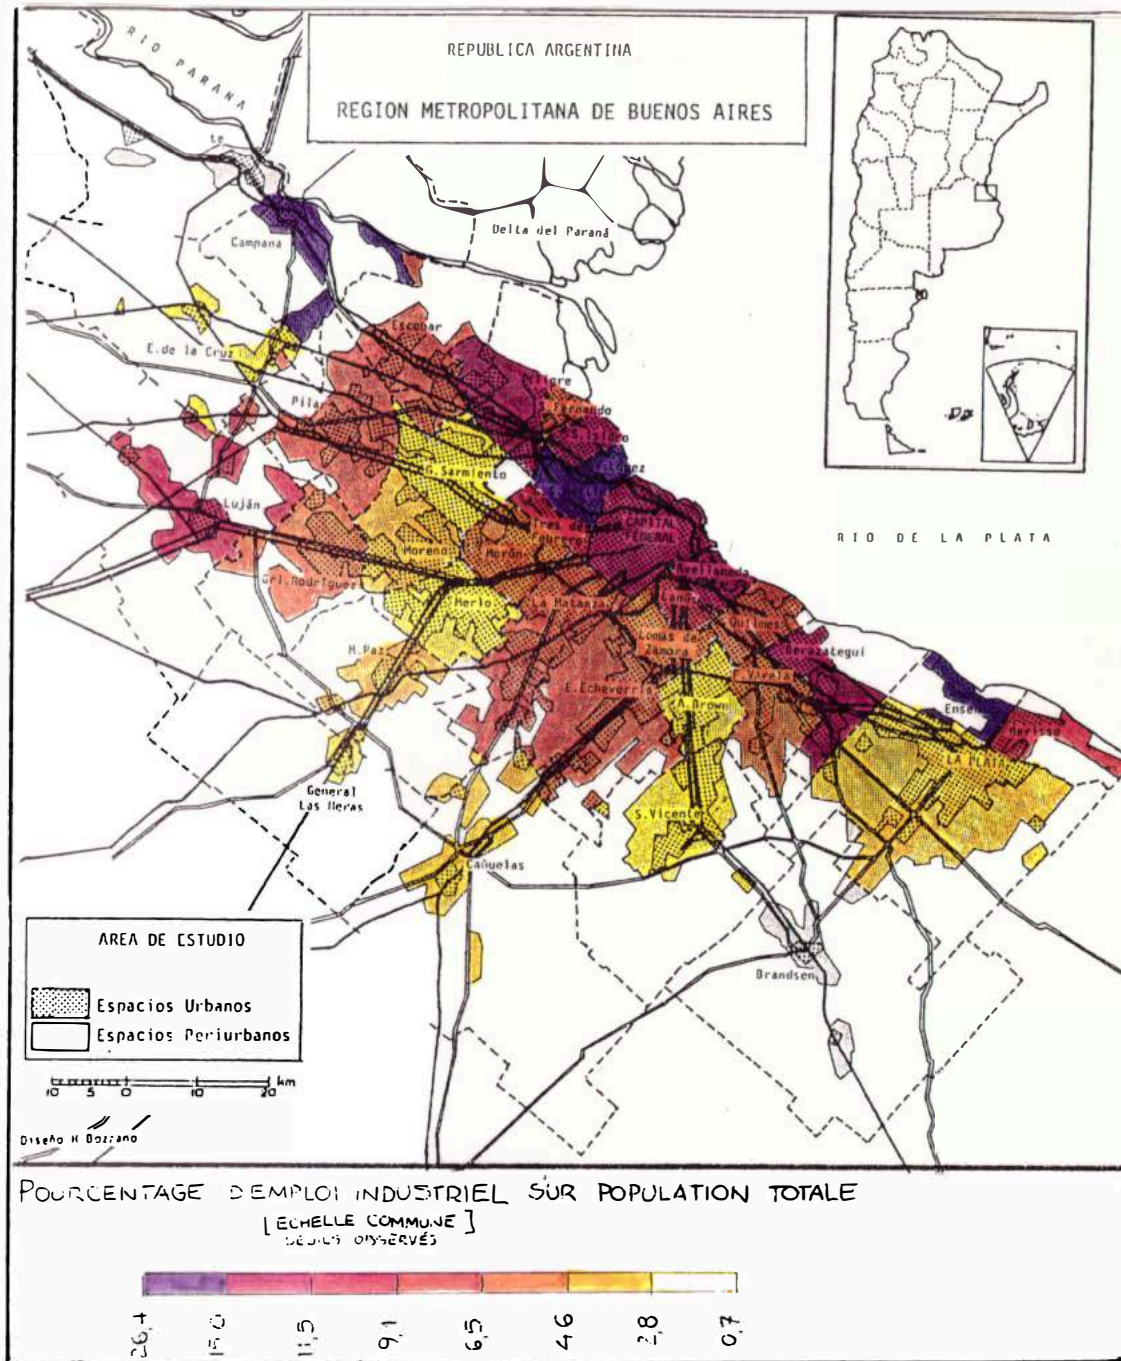 REPUBLICA ARGENTINA
REGION METROPOLITANA DE BUENOS AIRES
RIO PARANA
Delta del Paraná
Campana
Escobar
E. de la Cruz
Tigre
Pilar
S. Fernando
S. Isidro
V. López
G. Sarmiento
Luján
Tres de
Febrero
CAPITAL
FEDERAL
RIO DE LA PLATA
Moreno
Morón
Avellaneda
Grl. Rodríguez
Merlo
La Matanza
Lanús
Quilmes
Lomas de
Zamora
Berazategui
M. Paz
E. Echeverría
Varela
A. Brown
Berisso
LA PLATA
General
Las Heras
S. Vicente
Cañuelas
Brandsen
AREA DE ESTUDIO
Espacios Urbanos
Espacios Periurbanos
10 5 0 10 20 km
Diseño H Bozzano
POURCENTAGE D EMPLOI INDUSTRIEL SUR POPULATION TOTALE
[ECHELLE COMMUNE]
SEUILS OBSERVÉS
26,4 15,0 11,5 9,1 6,5 4,6 2,8 0,7